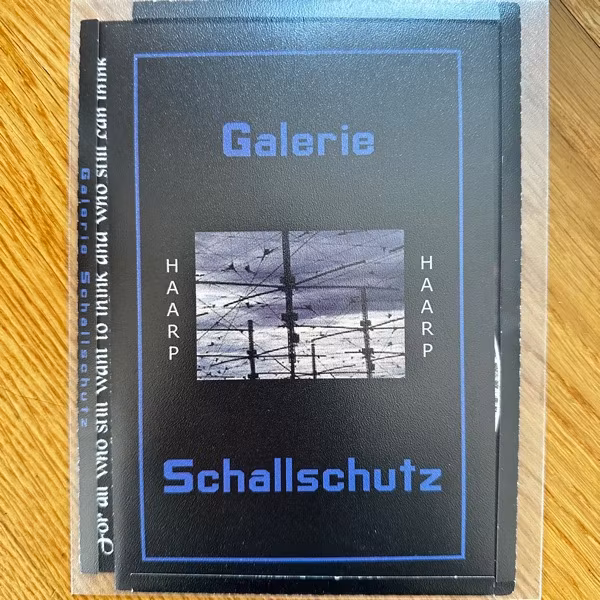 Galerie
HAARP
HAARP
Schallschutz
Galerie Schallschutz
For all who still want to think and who still can think